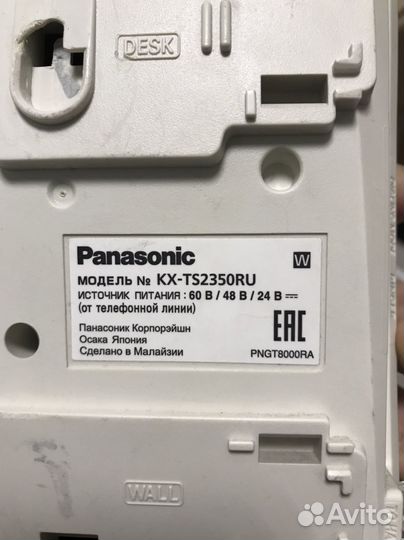 DESK
Panasonic
W
МОДЕЛЬ № KX-TS2350RU
ИСТОЧНИК ПИТАНИЯ : 60 В / 48 В / 24 В ⎓
(от телефонной линии)
EAC
Панасоник Корпорэйшн
Осака Япония
Сделано в Малайзии
PNGT8000RA
WALL
Avito